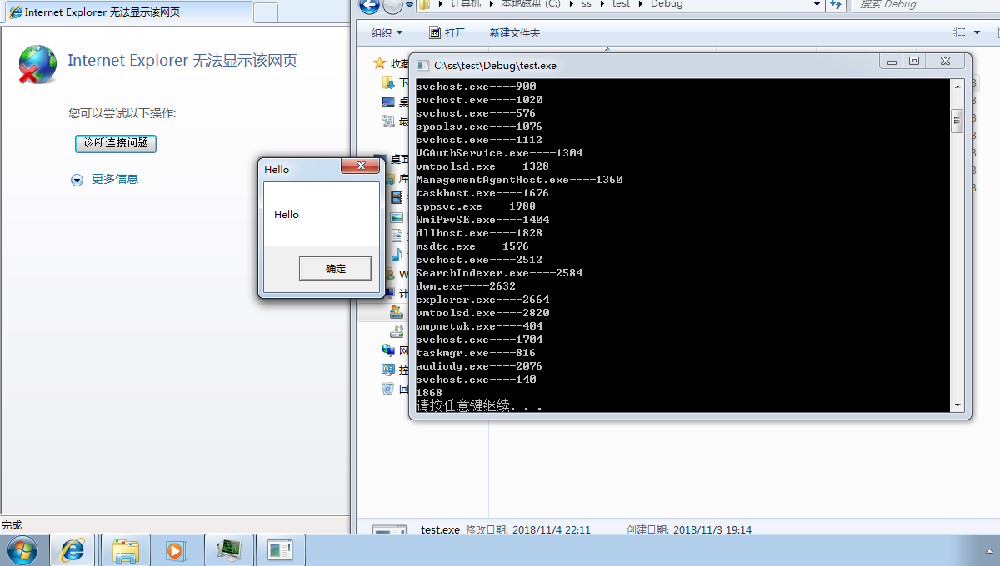 Internet Explorer 无法显示该网页
Internet Explorer 无法显示该网页
您可以尝试以下操作:
诊断连接问题
更多信息
完成
计算机 本地磁盘 (C:) ss test Debug
搜索 Debug
组织 打开 新建文件夹
收藏
桌面
库
Hello
Hello
确定
C:\ss\test\Debug\test.exe
svchost.exe----900
svchost.exe----1020
svchost.exe----576
spoolsv.exe----1076
svchost.exe----1112
VGAuthService.exe----1304
vmtoolsd.exe----1328
ManagementAgentHost.exe----1360
taskhost.exe----1676
sppsvc.exe----1988
WmiPrvSE.exe----1404
dllhost.exe----1828
msdtc.exe----1576
svchost.exe----2512
SearchIndexer.exe----2584
dwm.exe----2632
explorer.exe----2664
vmtoolsd.exe----2820
wmpnetwk.exe----404
svchost.exe----1704
taskmgr.exe----816
audiodg.exe----2076
svchost.exe----140
1868
请按任意键继续. . .
test.exe 修改日期: 2018/11/4 22:11 创建日期: 2018/11/3 19:14